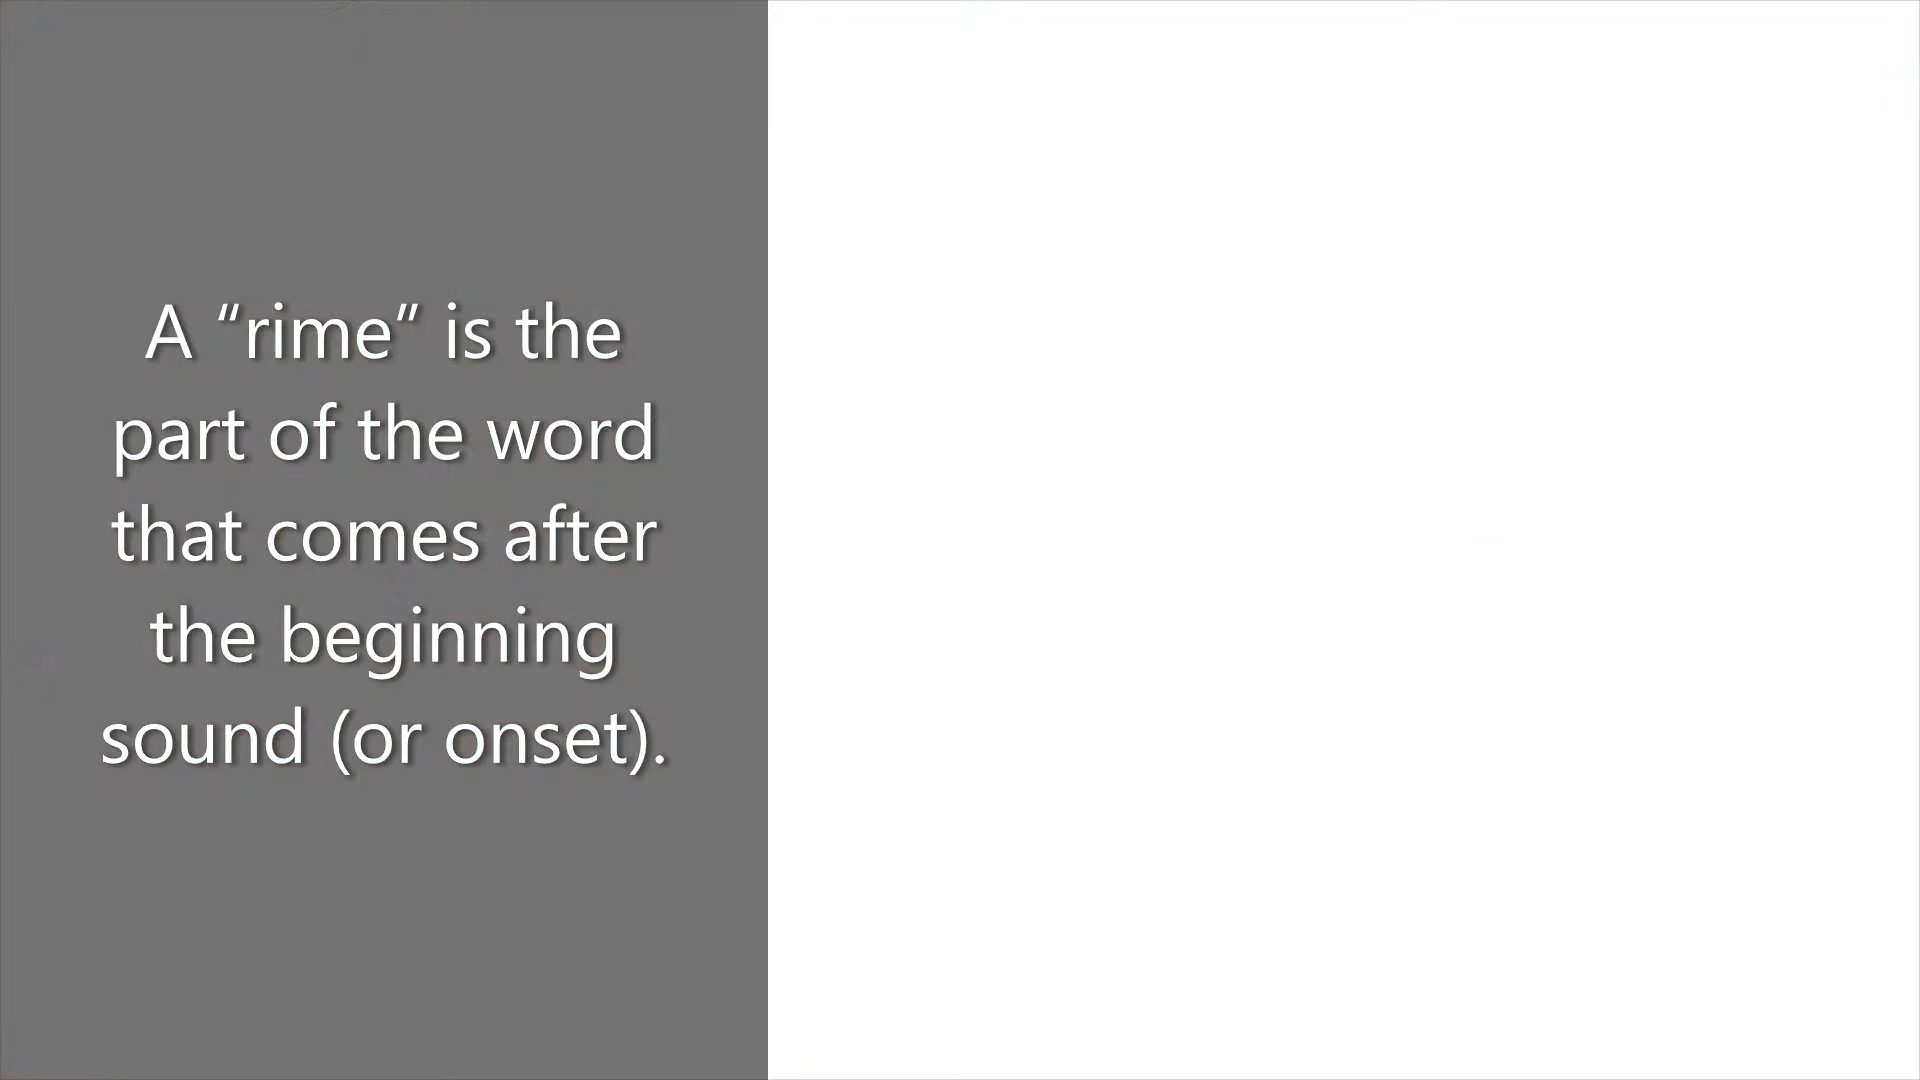 A “rime” is the
part of the word
that comes after
the beginning
sound (or onset).